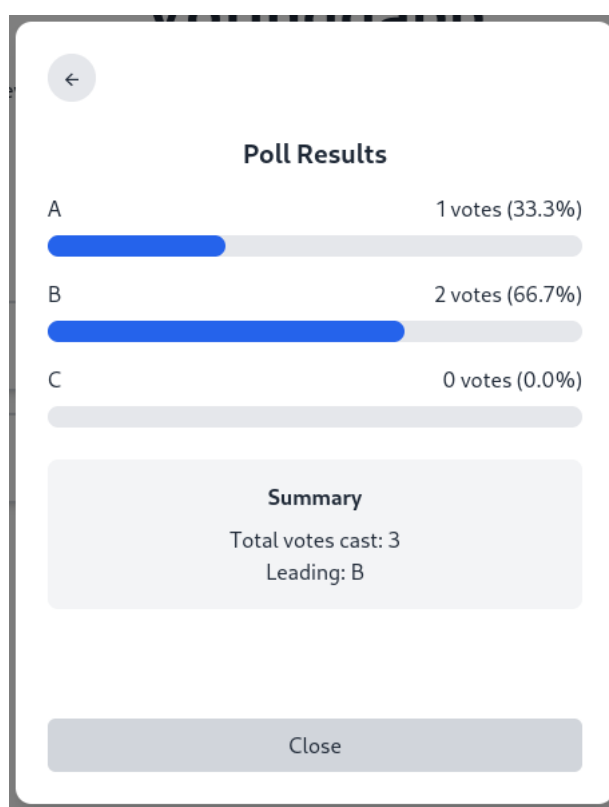 ←
Poll Results
A 1 votes (33.3%)
B 2 votes (66.7%)
C 0 votes (0.0%)
Summary
Total votes cast: 3
Leading: B
Close